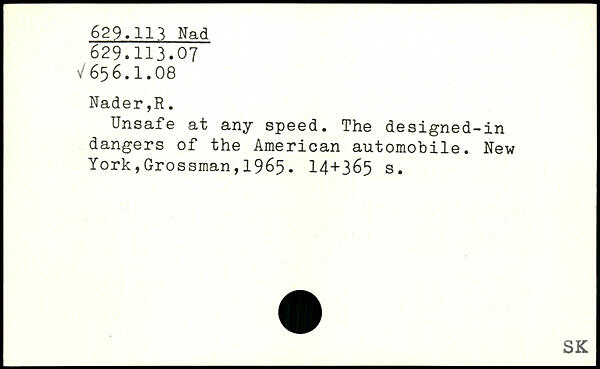 629.113 Nad
629.113.07
√656.1.08
Nader,R.
Unsafe at any speed. The designed-in
dangers of the American automobile. New
York,Grossman,1965. 14+365 s.
SK